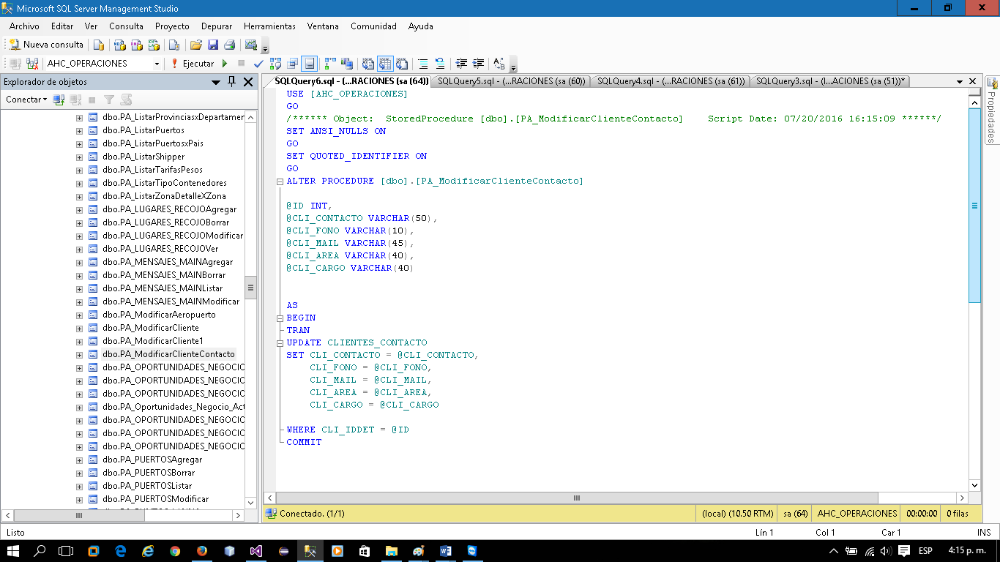 Microsoft SQL Server Management Studio
Archivo Editar Ver Consulta Proyecto Depurar Herramientas Ventana Comunidad Ayuda
Nueva consulta
AHC_OPERACIONES Ejecutar
Explorador de objetos
Conectar
dbo.PA_ListarProvinciasxDepartamen
dbo.PA_ListarPuertos
dbo.PA_ListarPuertosxPais
dbo.PA_ListarShipper
dbo.PA_ListarTarifasPesos
dbo.PA_ListarTipoContenedores
dbo.PA_ListarZonaDetalleXZona
dbo.PA_LUGARES_RECOJOAgregar
dbo.PA_LUGARES_RECOJOBorrar
dbo.PA_LUGARES_RECOJOModificar
dbo.PA_LUGARES_RECOJOVer
dbo.PA_MENSAJES_MAINAgregar
dbo.PA_MENSAJES_MAINBorrar
dbo.PA_MENSAJES_MAINListar
dbo.PA_MENSAJES_MAINModificar
dbo.PA_ModificarAeropuerto
dbo.PA_ModificarCliente
dbo.PA_ModificarCliente1
dbo.PA_ModificarClienteContacto
dbo.PA_OPORTUNIDADES_NEGOCIO
dbo.PA_OPORTUNIDADES_NEGOCIO
dbo.PA_OPORTUNIDADES_NEGOCIO
dbo.PA_Oportunidades_Negocio_Act
dbo.PA_OPORTUNIDADES_NEGOCIO
dbo.PA_OPORTUNIDADES_NEGOCIO
dbo.PA_OPORTUNIDADES_NEGOCIO
dbo.PA_PUERTOSAgregar
dbo.PA_PUERTOSBorrar
dbo.PA_PUERTOSListar
dbo.PA_PUERTOSModificar
SQLQuery6.sql - (...RACIONES (sa (64)) SQLQuery5.sql - (...RACIONES (sa (60)) SQLQuery4.sql - (...RACIONES (sa (61)) SQLQuery3.sql - (l...ACIONES (sa (51))*
USE [AHC_OPERACIONES]
GO
/****** Object:  StoredProcedure [dbo].[PA_ModificarClienteContacto]    Script Date: 07/20/2016 16:15:09 ******/
SET ANSI_NULLS ON
GO
SET QUOTED_IDENTIFIER ON
GO
ALTER PROCEDURE [dbo].[PA_ModificarClienteContacto]
@ID INT,
@CLI_CONTACTO VARCHAR(50),
@CLI_FONO VARCHAR(10),
@CLI_MAIL VARCHAR(45),
@CLI_AREA VARCHAR(40),
@CLI_CARGO VARCHAR(40)
AS
BEGIN
TRAN
UPDATE CLIENTES_CONTACTO
SET CLI_CONTACTO = @CLI_CONTACTO,
CLI_FONO = @CLI_FONO,
CLI_MAIL = @CLI_MAIL,
CLI_AREA = @CLI_AREA,
CLI_CARGO = @CLI_CARGO
WHERE CLI_IDDET = @ID
COMMIT
Propiedades
Conectado. (1/1) (local) (10.50 RTM) sa (64) AHC_OPERACIONES 00:00:00 0 filas
Listo Lín 1 Col 1 Car 1 INS
ESP 4:15 p. m.